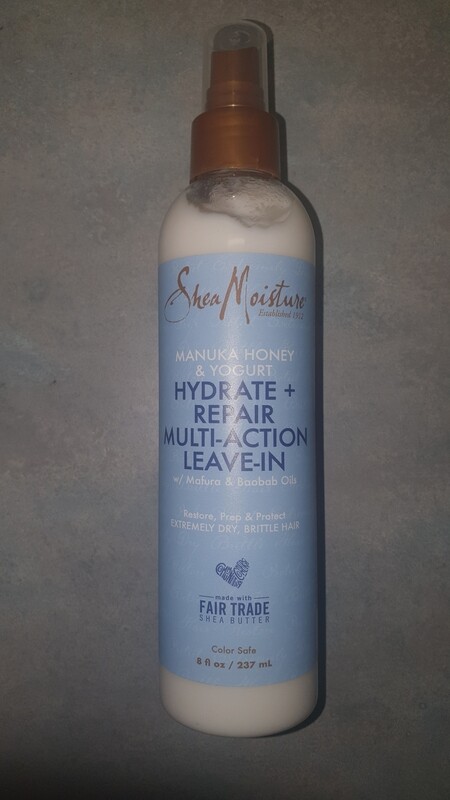 SheaMoisture
Established 1912
MANUKA HONEY
& YOGURT
HYDRATE +
REPAIR
MULTI-ACTION
LEAVE-IN
w/ Mafura & Baobab Oils
Restore, Prep & Protect
EXTREMELY DRY, BRITTLE HAIR
made with
FAIR TRADE
SHEA BUTTER
Color Safe
8 fl oz / 237 mL